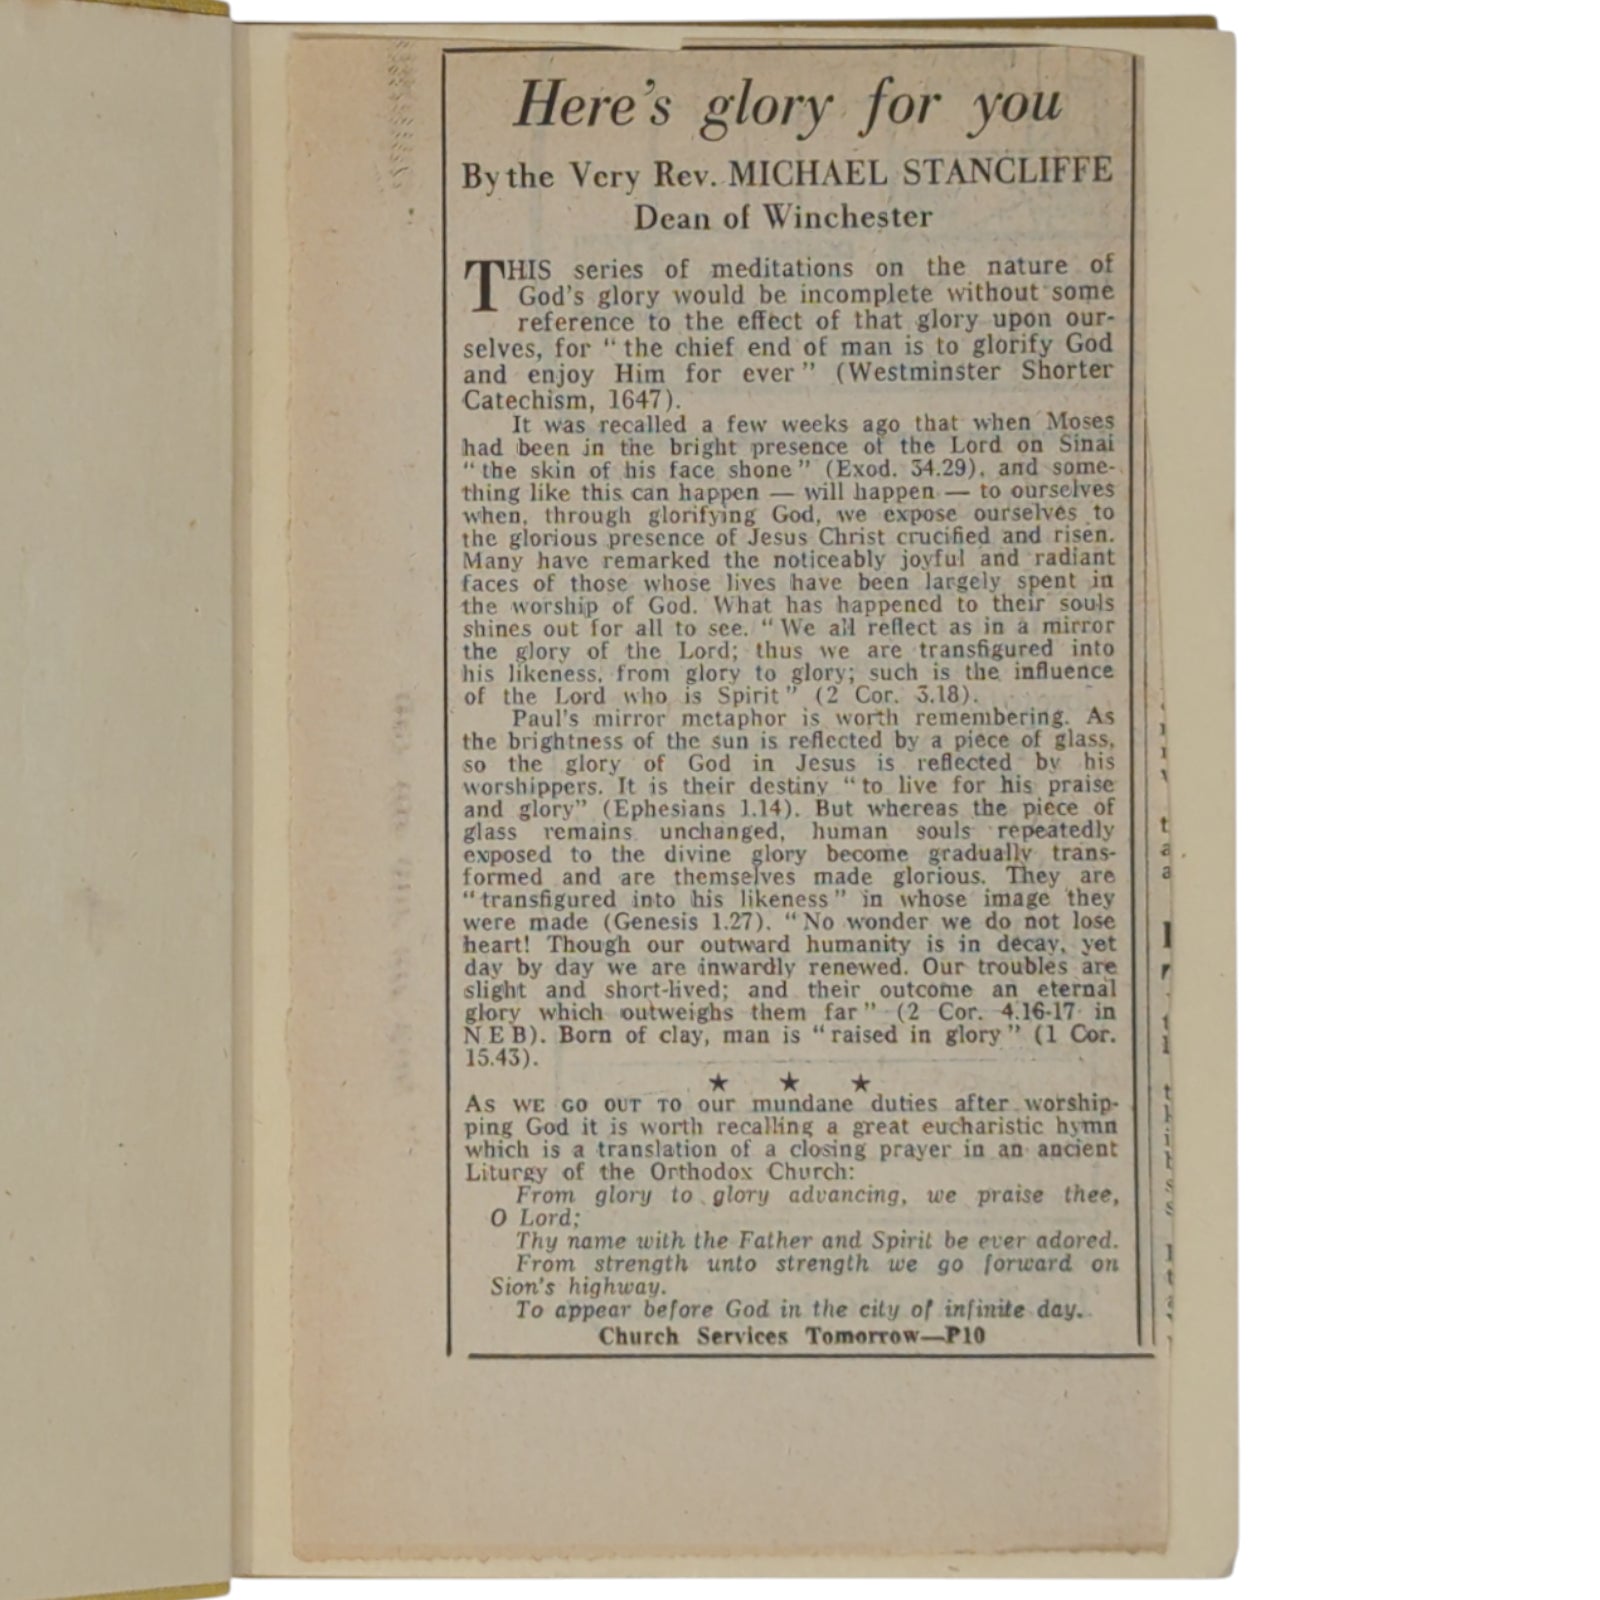 Here's glory for you
By the Very Rev. MICHAEL STANCLIFFE
Dean of Winchester
THIS series of meditations on the nature of
God's glory would be incomplete without some
reference to the effect of that glory upon our-
selves, for "the chief end of man is to glorify God
and enjoy Him for ever" (Westminster Shorter
Catechism, 1647).
It was recalled a few weeks ago that when Moses
had been in the bright presence of the Lord on Sinai
"the skin of his face shone" (Exod. 34.29), and some-
thing like this can happen — will happen — to ourselves
when, through glorifying God, we expose ourselves to
the glorious presence of Jesus Christ crucified and risen.
Many have remarked the noticeably joyful and radiant
faces of those whose lives have been largely spent in
the worship of God. What has happened to their souls
shines out for all to see. "We all reflect as in a mirror
the glory of the Lord; thus we are transfigured into
his likeness, from glory to glory; such is the influence
of the Lord who is Spirit" (2 Cor. 3.18).
Paul's mirror metaphor is worth remembering. As
the brightness of the sun is reflected by a piece of glass,
so the glory of God in Jesus is reflected by his
worshippers. It is their destiny "to live for his praise
and glory" (Ephesians 1.14). But whereas the piece of
glass remains unchanged, human souls repeatedly
exposed to the divine glory become gradually trans-
formed and are themselves made glorious. They are
"transfigured into his likeness" in whose image they
were made (Genesis 1.27). "No wonder we do not lose
heart! Though our outward humanity is in decay, yet
day by day we are inwardly renewed. Our troubles are
slight and short-lived; and their outcome an eternal
glory which outweighs them far" (2 Cor. 4.16-17 in
N E B). Born of clay, man is "raised in glory" (1 Cor.
15.43).
★ ★ ★
AS WE GO OUT TO our mundane duties after worship-
ping God it is worth recalling a great eucharistic hymn
which is a translation of a closing prayer in an ancient
Liturgy of the Orthodox Church:
From glory to glory advancing, we praise thee,
O Lord;
Thy name with the Father and Spirit be ever adored.
From strength unto strength we go forward on
Sion's highway.
To appear before God in the city of infinite day.
Church Services Tomorrow—P10